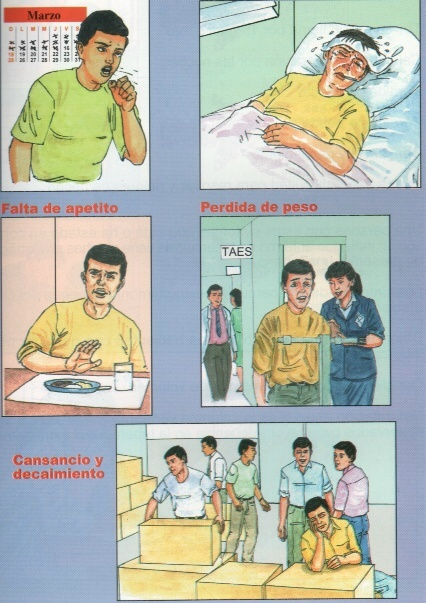 Marzo
D L M M J V S
Falta de apetito
Perdida de peso
TAES
Cansancio y
decaimiento